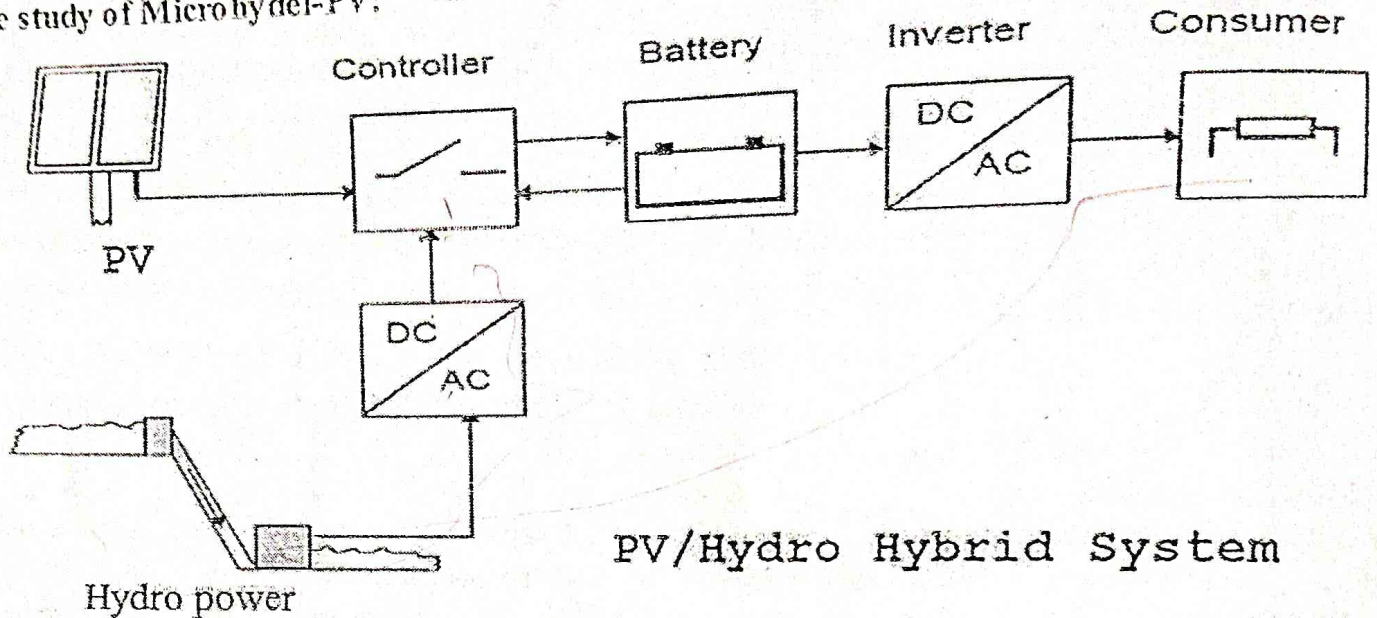 e study of Microhydel-PV.
Controller
Battery
Inverter
Consumer
DC
AC
PV
DC
AC
PV/Hydro Hybrid System
Hydro power